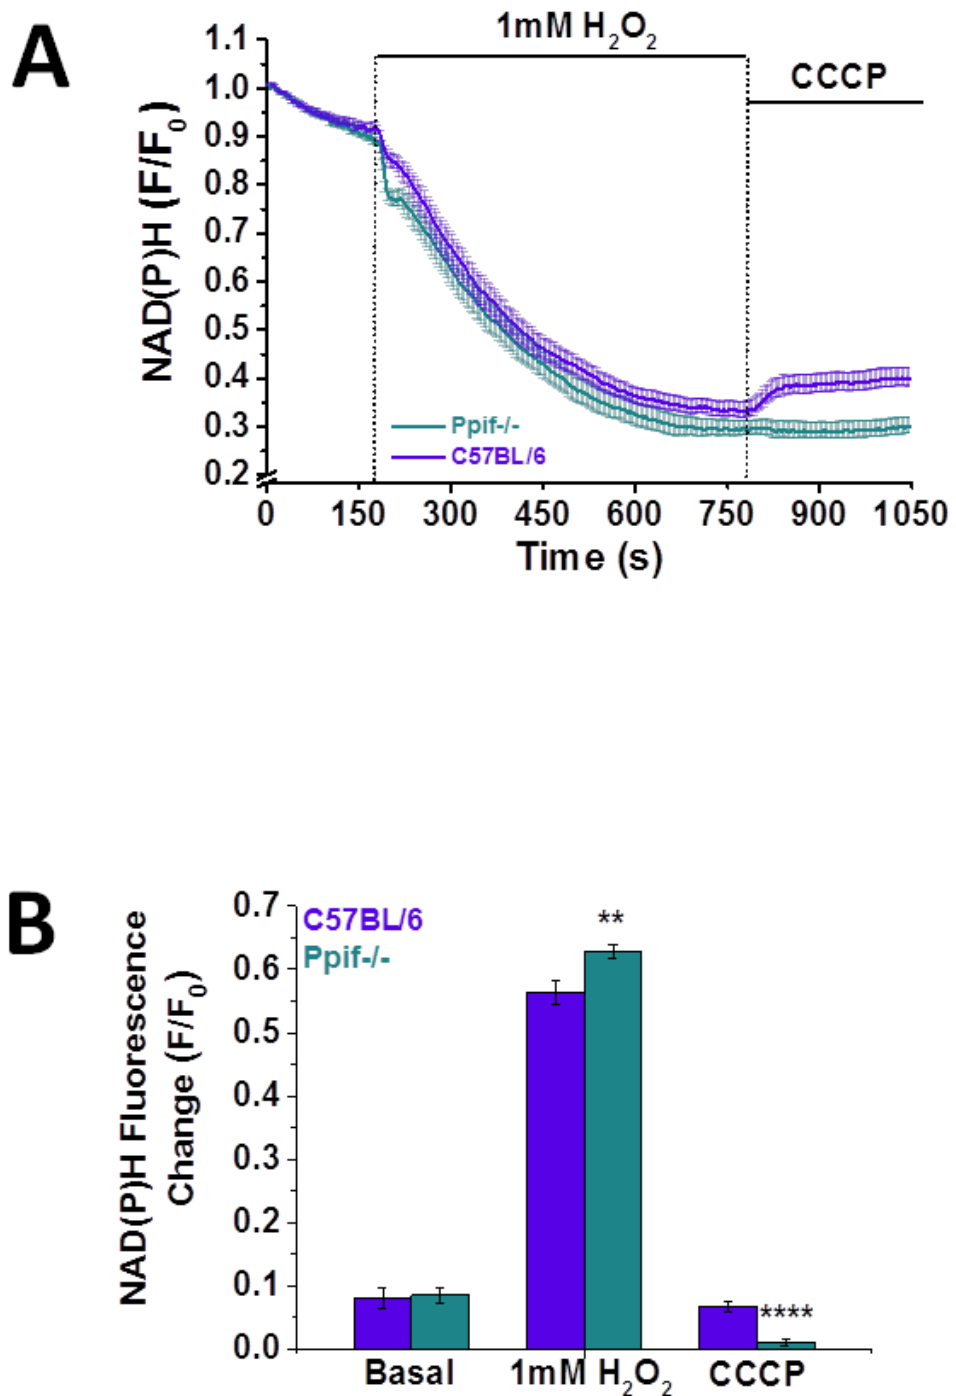 A
1mM H₂O₂
CCCP
NAD(P)H (F/F₀)
1.1
1.0
0.9
0.8
0.7
0.6
0.5
0.4
0.3
0.2
Ppif-/-
C57BL/6
0 150 300 450 600 750 900 1050
Time (s)
B
NAD(P)H Fluorescence
Change (F/F₀)
0.7
0.6
0.5
0.4
0.3
0.2
0.1
0.0
C57BL/6
Ppif-/-
**
****
Basal 1mM H₂O₂ CCCP